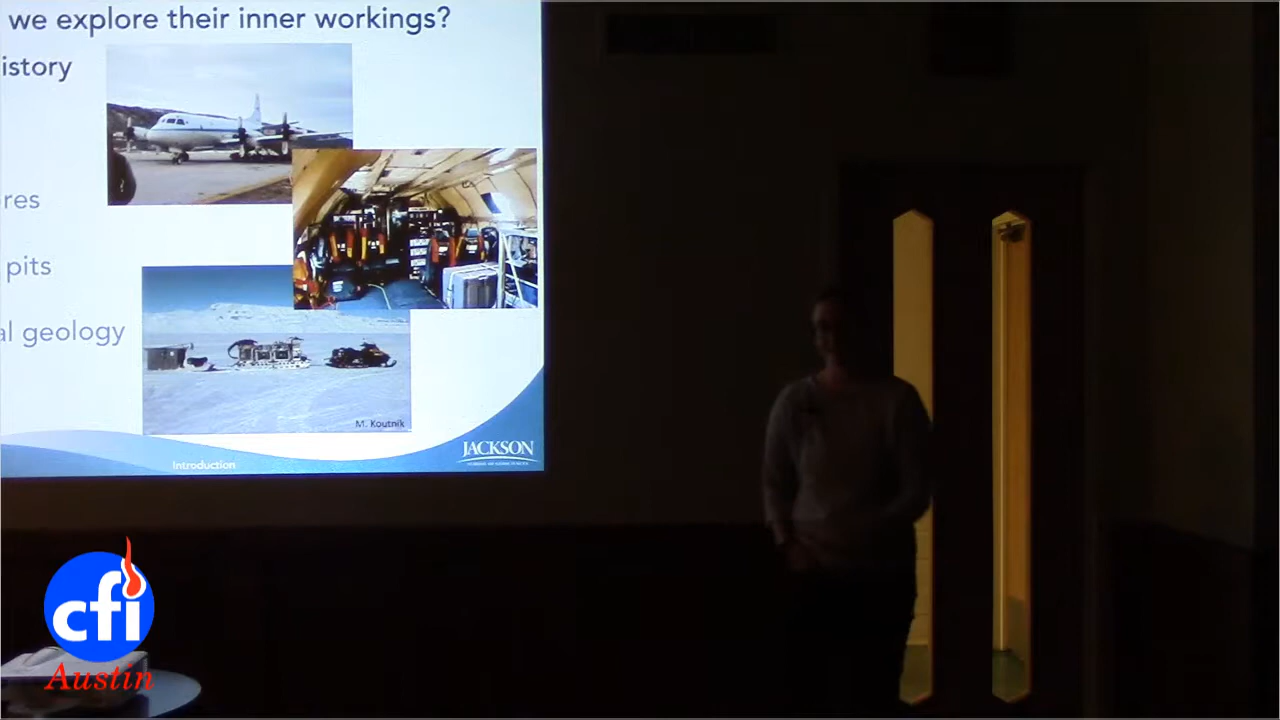 we explore their inner workings?
istory
res
pits
al geology
M. Koutnik
Introduction
JACKSON
cfi
Austin